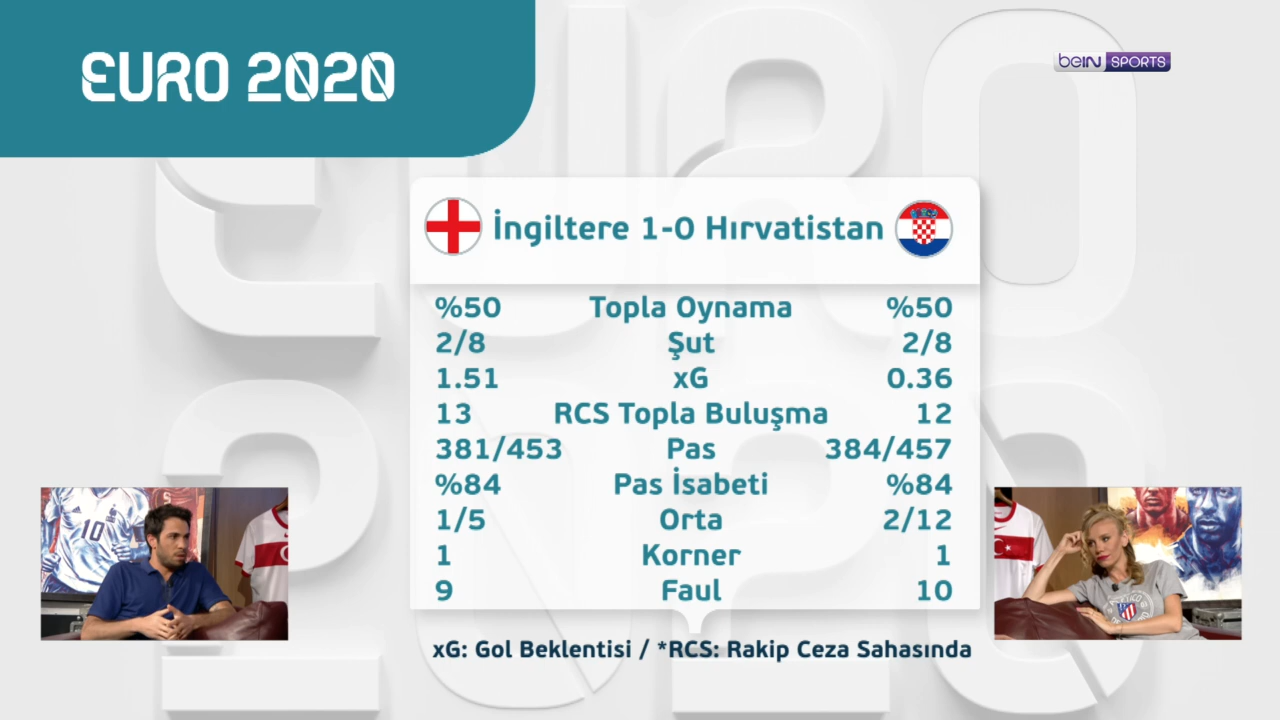 EURO 2020
beIN SPORTS
İngiltere 1-0 Hırvatistan
%50 Topla Oynama %50
2/8 Şut 2/8
1.51 xG 0.36
13 RCS Topla Buluşma 12
381/453 Pas 384/457
%84 Pas İsabeti %84
1/5 Orta 2/12
1 Korner 1
9 Faul 10
10
xG: Gol Beklentisi / *RCS: Rakip Ceza Sahasında